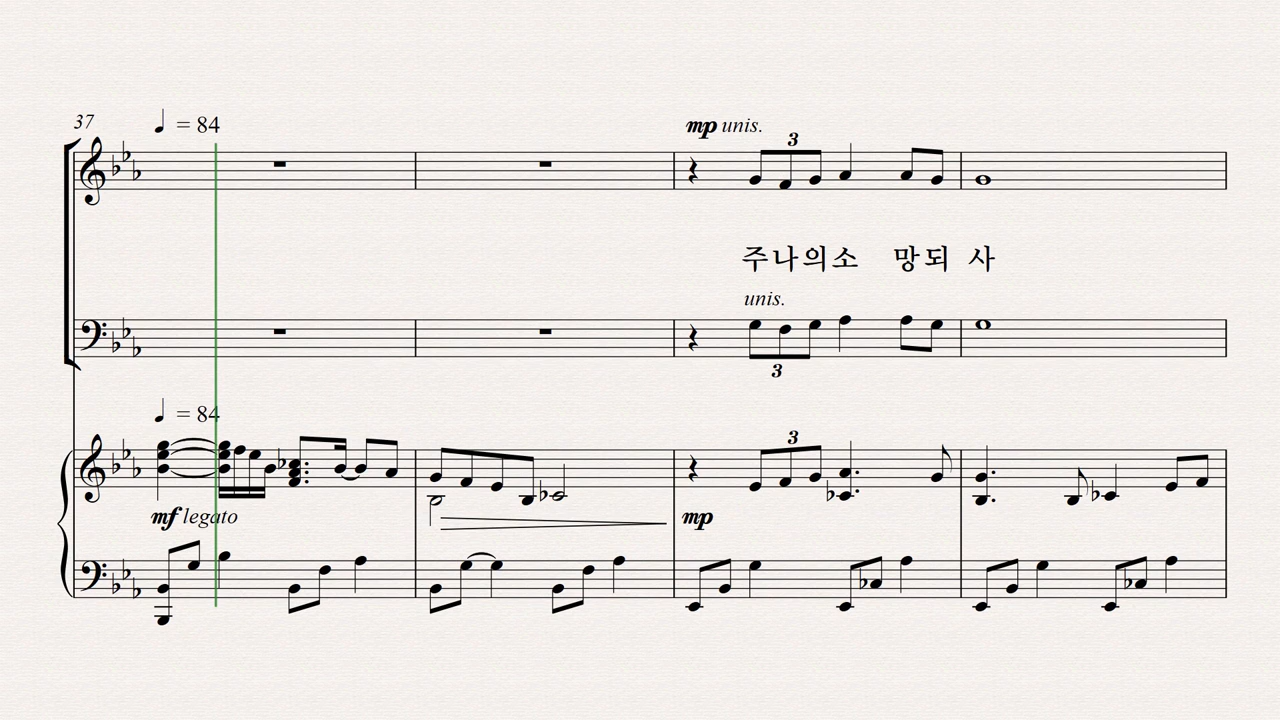 37
♩ = 84
mp unis.
3
주나의소 망되 사
unis.
3
♩ = 84
3
mf legato
mp